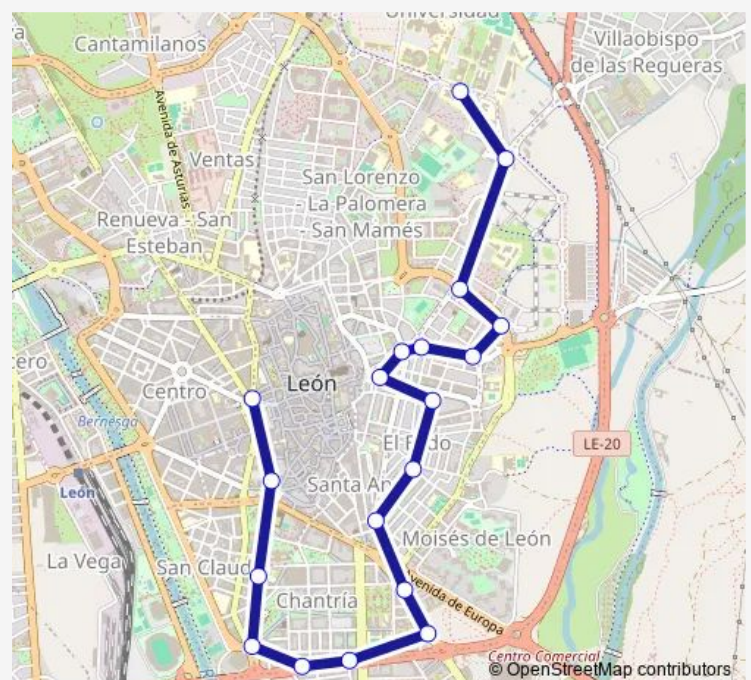 Universidad
Cantamilanos
Villaobispo
de las Regueras
Avenida de Asturias
Ventas
San Lorenzo
- La Palomera
- San Mamés
Renueva - San
Esteban
Centro
León
Bernesga
El Ejido
LE-20
León
Santa An
La Vega
San Claud
Moisés de León
Chantría
Avenida de Europa
Centro Comercial
© OpenStreetMap contributors